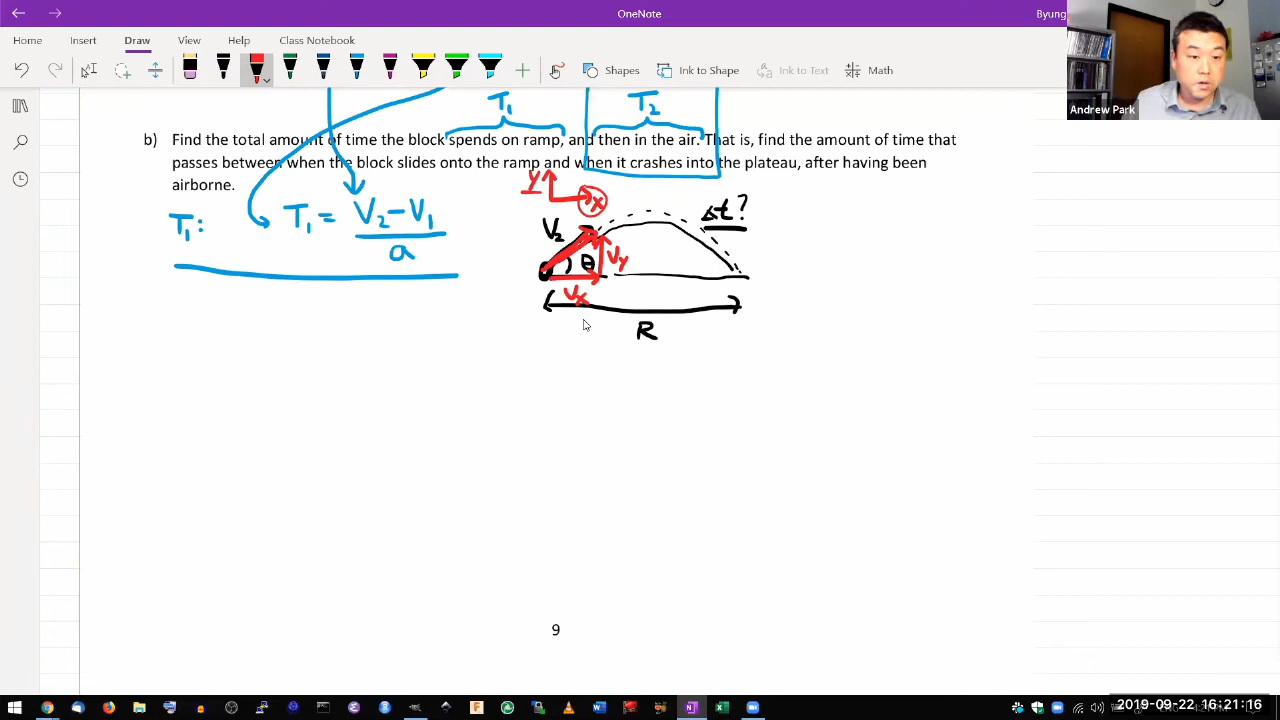 OneNote
Byung
Home Insert Draw View Help Class Notebook
Shapes Ink to Shape Ink to Text Math
Andrew Park
T1 T2
b) Find the total amount of time the block spends on ramp, and then in the air. That is, find the amount of time that
passes between when the block slides onto the ramp and when it crashes into the plateau, after having been
airborne.
T1: T1 = V2 - V1
a
y
x
Δt?
V2
θ
Vy
Vx
R
9
2019-09-22 16:21:16